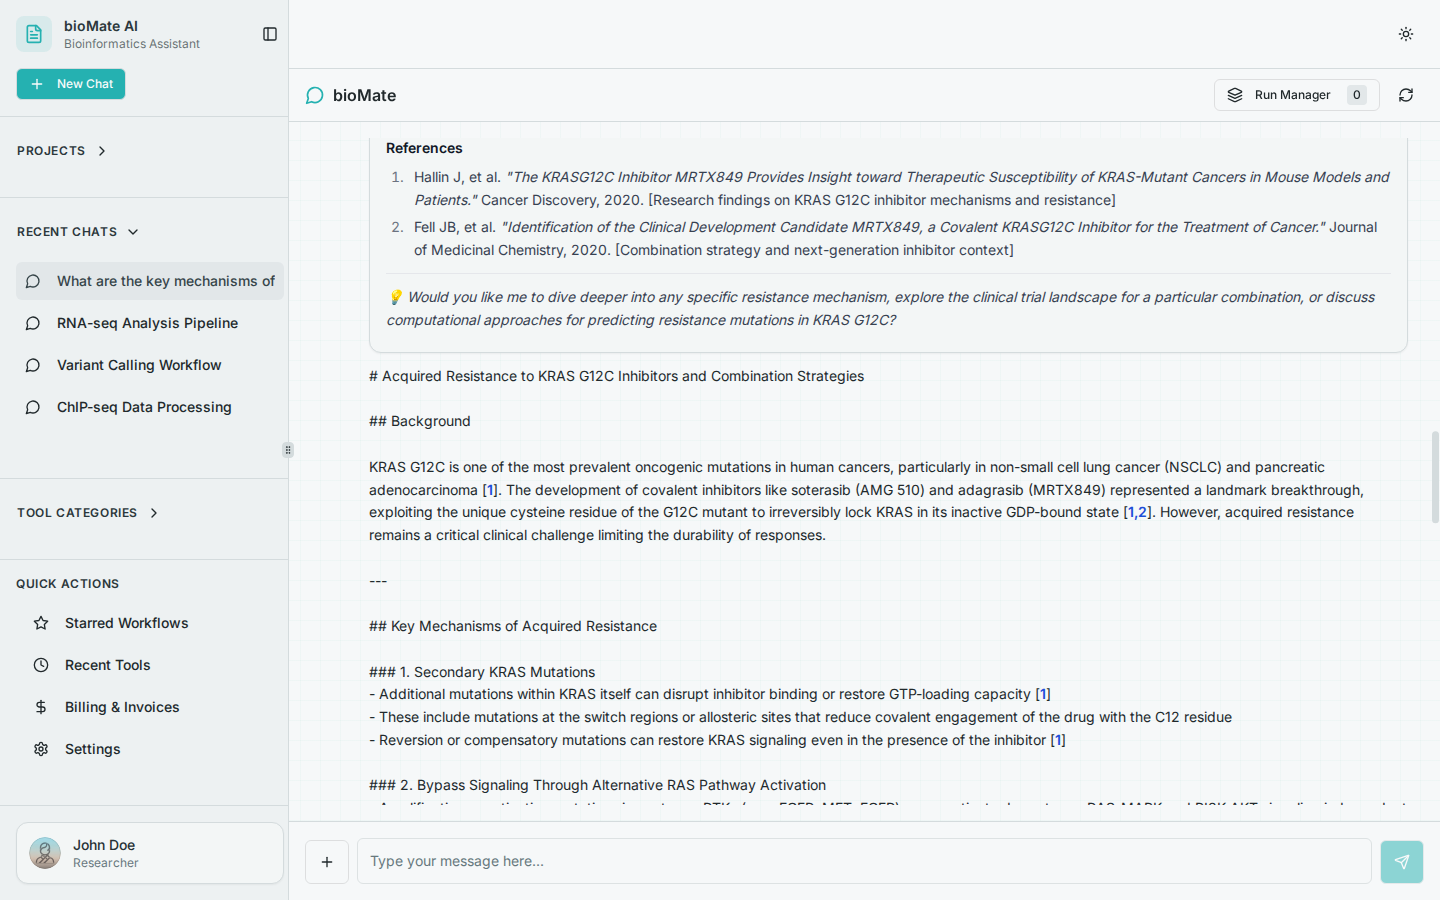 bioMate AI
Bioinformatics Assistant
New Chat
PROJECTS
RECENT CHATS
What are the key mechanisms of
RNA-seq Analysis Pipeline
Variant Calling Workflow
ChIP-seq Data Processing
TOOL CATEGORIES
QUICK ACTIONS
Starred Workflows
Recent Tools
Billing & Invoices
Settings
John Doe
Researcher
bioMate
Run Manager 0
References
1. Hallin J, et al. "The KRASG12C Inhibitor MRTX849 Provides Insight toward Therapeutic Susceptibility of KRAS-Mutant Cancers in Mouse Models and
Patients." Cancer Discovery, 2020. [Research findings on KRAS G12C inhibitor mechanisms and resistance]
2. Fell JB, et al. "Identification of the Clinical Development Candidate MRTX849, a Covalent KRASG12C Inhibitor for the Treatment of Cancer." Journal
of Medicinal Chemistry, 2020. [Combination strategy and next-generation inhibitor context]
💡 Would you like me to dive deeper into any specific resistance mechanism, explore the clinical trial landscape for a particular combination, or discuss
computational approaches for predicting resistance mutations in KRAS G12C?
# Acquired Resistance to KRAS G12C Inhibitors and Combination Strategies
## Background
KRAS G12C is one of the most prevalent oncogenic mutations in human cancers, particularly in non-small cell lung cancer (NSCLC) and pancreatic
adenocarcinoma [1]. The development of covalent inhibitors like soterasib (AMG 510) and adagrasib (MRTX849) represented a landmark breakthrough,
exploiting the unique cysteine residue of the G12C mutant to irreversibly lock KRAS in its inactive GDP-bound state [1,2]. However, acquired resistance
remains a critical clinical challenge limiting the durability of responses.
---
## Key Mechanisms of Acquired Resistance
### 1. Secondary KRAS Mutations
- Additional mutations within KRAS itself can disrupt inhibitor binding or restore GTP-loading capacity [1]
- These include mutations at the switch regions or allosteric sites that reduce covalent engagement of the drug with the C12 residue
- Reversion or compensatory mutations can restore KRAS signaling even in the presence of the inhibitor [1]
### 2. Bypass Signaling Through Alternative RAS Pathway Activation
Type your message here...